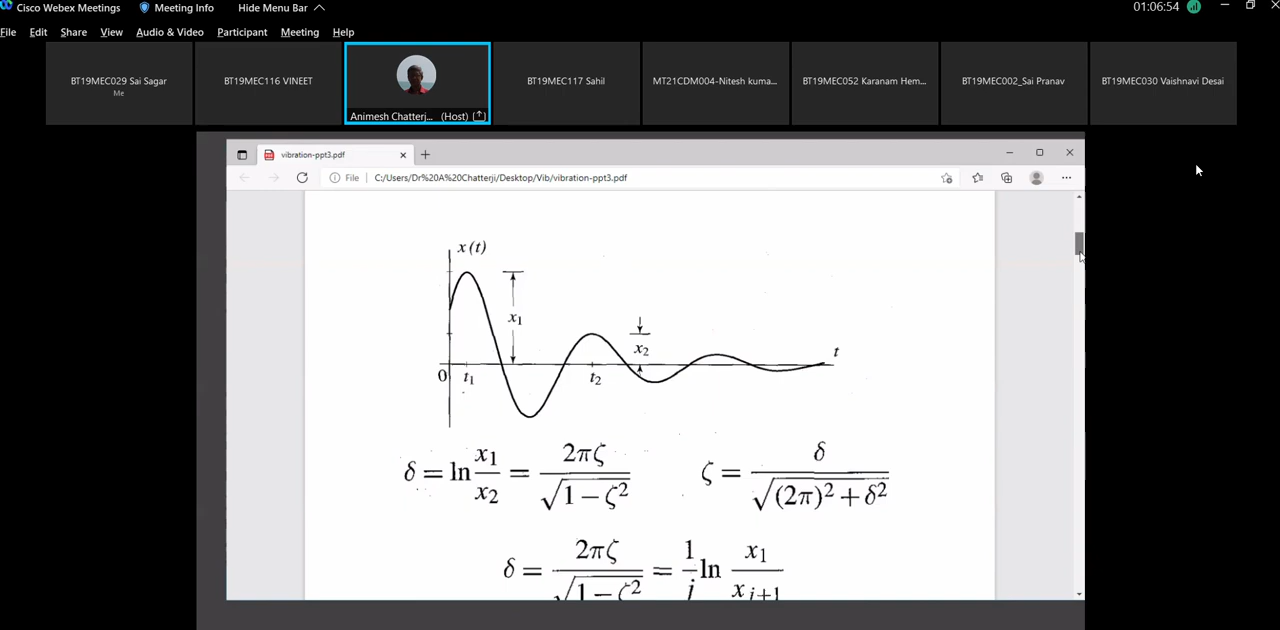 Cisco Webex Meetings Meeting Info Hide Menu Bar 01:06:54
File Edit Share View Audio & Video Participant Meeting Help
BT19MEC029 Sai Sagar
Me
BT19MEC116 VINEET
Animesh Chatterj... (Host)
BT19MEC117 Sahil
MT21CDM004-Nitesh kuma...
BT19MEC052 Karanam Hem...
BT19MEC002_Sai Pranav
BT19MEC030 Vaishnavi Desai
vibration-ppt3.pdf
File C:/Users/Dr%20A%20Chatterji/Desktop/Vib/vibration-ppt3.pdf
x(t)
x₁
x₂
t
0 t₁ t₂
δ = ln x₁/x₂ = 2πζ/√(1 − ζ²) ζ = δ/√((2π)² + δ²)
δ = 2πζ/√(1 − ζ²) = 1/j ln x₁/xⱼ₊₁